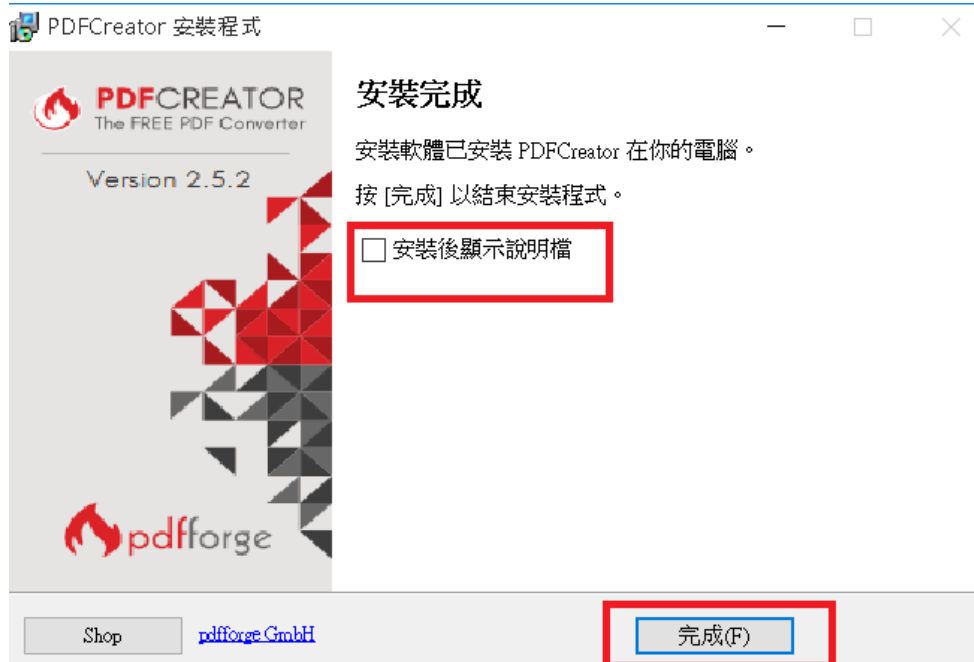 PDFCreator 安裝程式
PDFCREATOR
The FREE PDF Converter
Version 2.5.2
pdfforge
安裝完成
安裝軟體已安裝 PDFCreator 在你的電腦。
按 [完成] 以結束安裝程式。
安裝後顯示說明檔
Shop
pdfforge GmbH
完成(F)